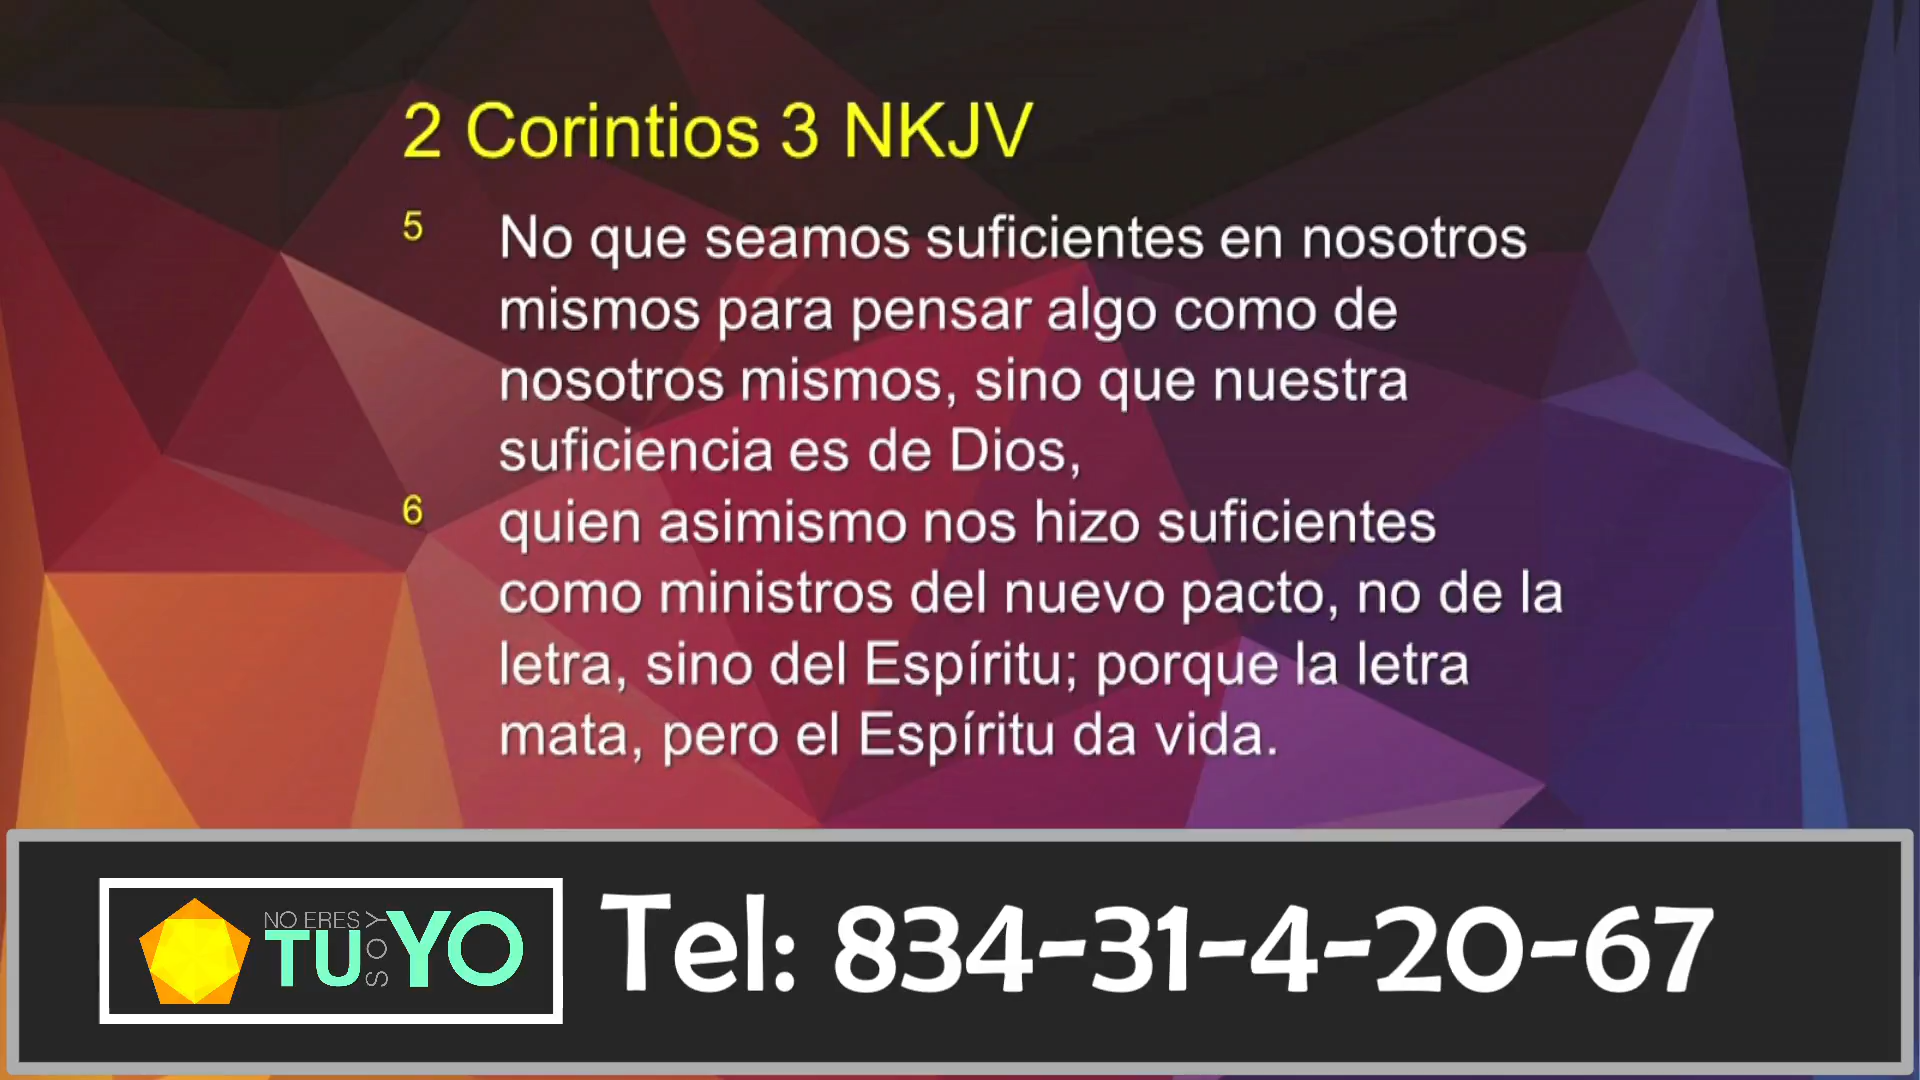 2 Corintios 3 NKJV
5 No que seamos suficientes en nosotros
mismos para pensar algo como de
nosotros mismos, sino que nuestra
suficiencia es de Dios,
6 quien asimismo nos hizo suficientes
como ministros del nuevo pacto, no de la
letra, sino del Espíritu; porque la letra
mata, pero el Espíritu da vida.
NO ERES
TU SOY YO
Tel: 834-31-4-20-67